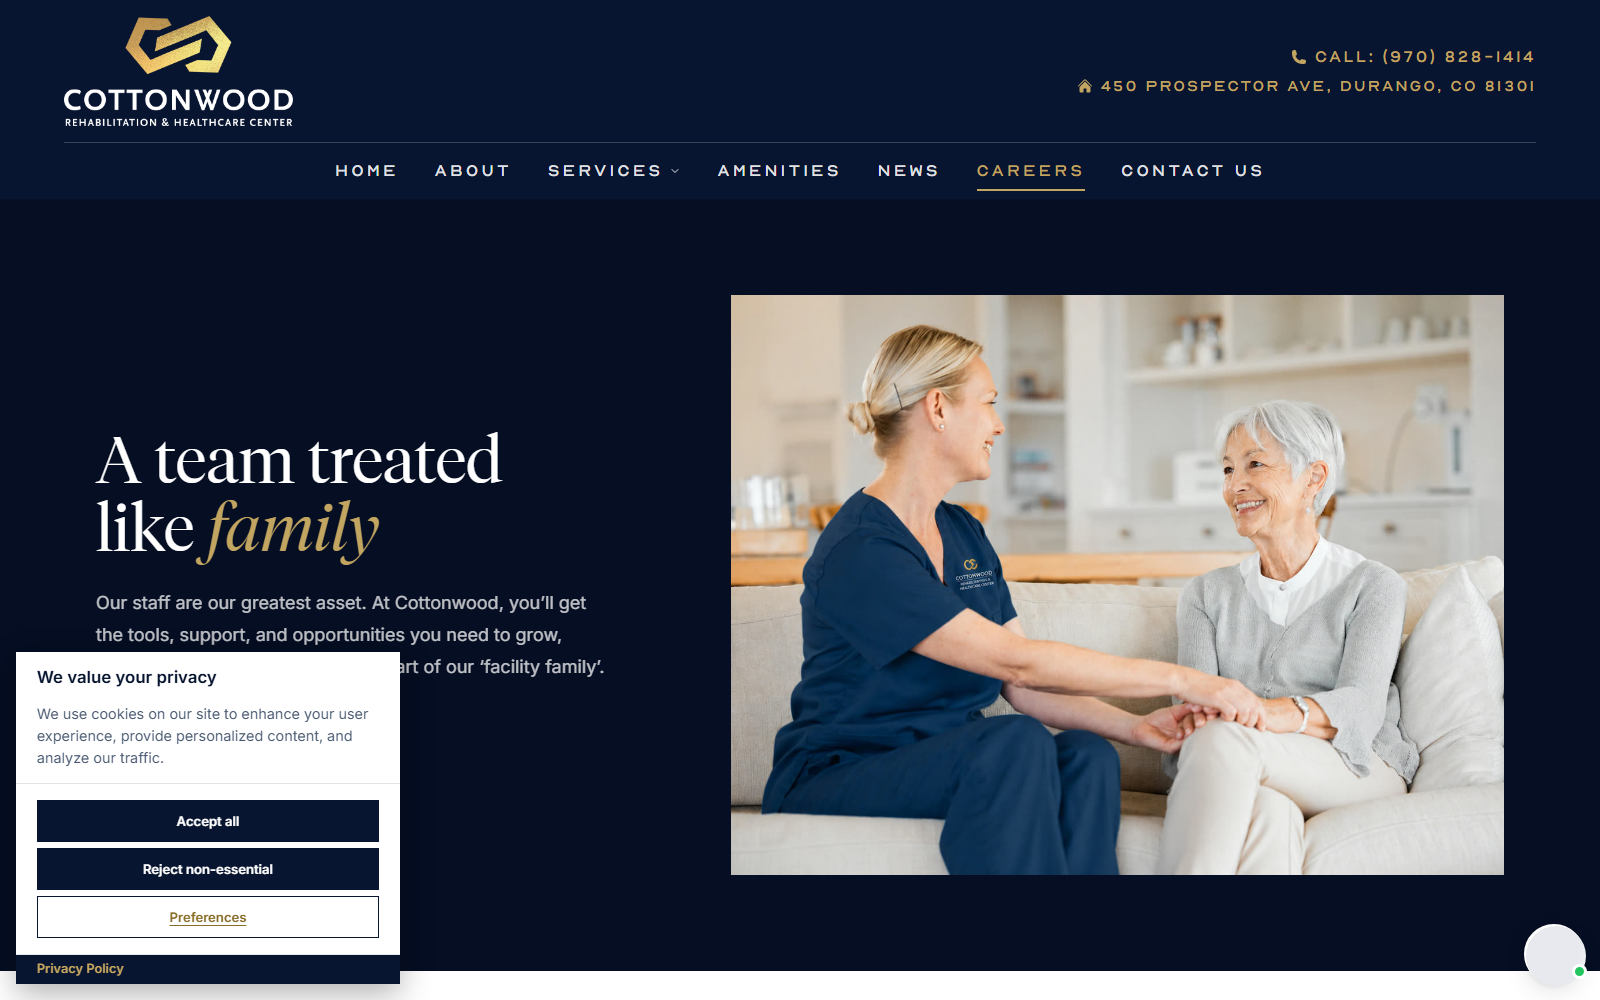 COTTONWOOD
REHABILITATION & HEALTHCARE CENTER
CALL: (970) 828-1414
450 PROSPECTOR AVE, DURANGO, CO 81301
HOME ABOUT SERVICES AMENITIES NEWS CAREERS CONTACT US
A team treated
like family
Our staff are our greatest asset. At Cottonwood, you’ll get
the tools, support, and opportunities you need to grow,
art of our ‘facility family’.
COTTONWOOD
REHABILITATION &
HEALTHCARE CENTER
We value your privacy
We use cookies on our site to enhance your user
experience, provide personalized content, and
analyze our traffic.
Accept all
Reject non-essential
Preferences
Privacy Policy